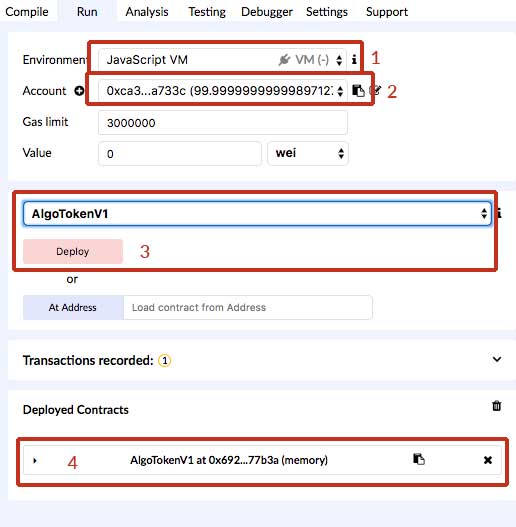 Compile Run Analysis Testing Debugger Settings Support
Environment JavaScript VM VM (-) i 1
Account 0xca3...a733c (99.999999999999897127 2
Gas limit 3000000
Value 0 wei
AlgoTokenV1 i
Deploy 3
or
At Address Load contract from Address
Transactions recorded: 1
Deployed Contracts
4 AlgoTokenV1 at 0x692...77b3a (memory)